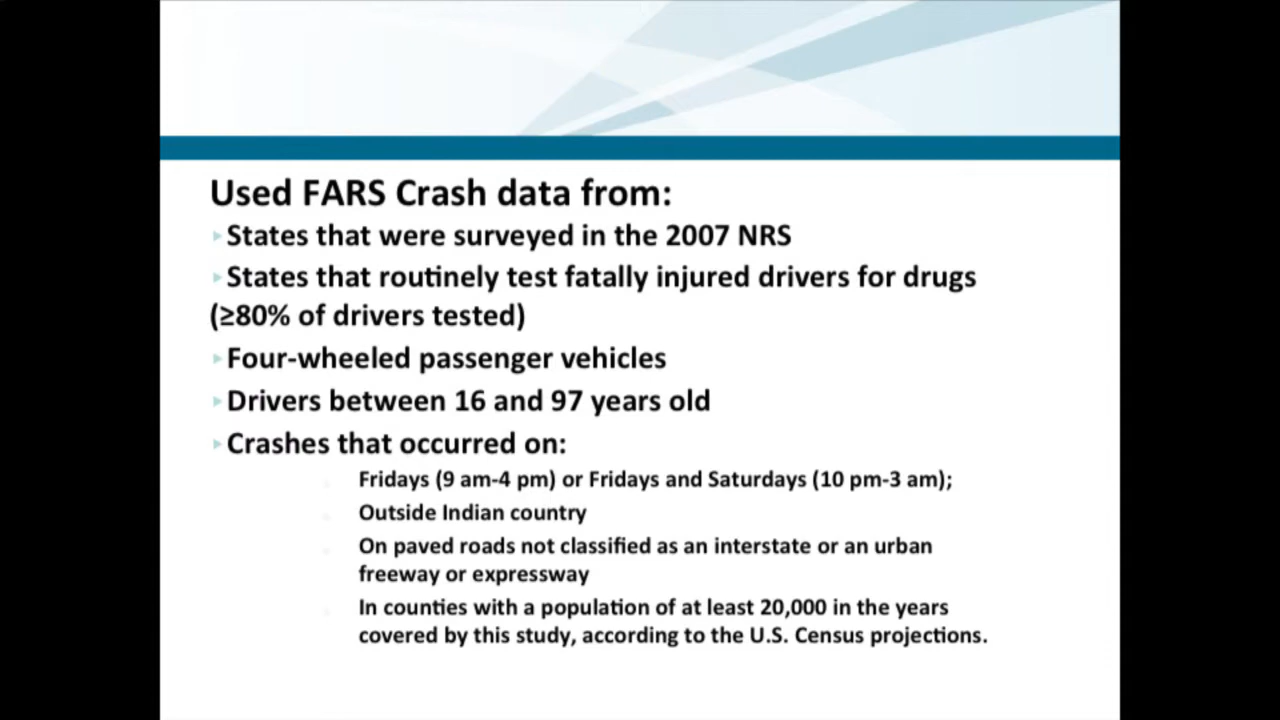 Used FARS Crash data from:
▸States that were surveyed in the 2007 NRS
▸States that routinely test fatally injured drivers for drugs
(≥80% of drivers tested)
▸Four-wheeled passenger vehicles
▸Drivers between 16 and 97 years old
▸Crashes that occurred on:
Fridays (9 am-4 pm) or Fridays and Saturdays (10 pm-3 am);
Outside Indian country
On paved roads not classified as an interstate or an urban
freeway or expressway
In counties with a population of at least 20,000 in the years
covered by this study, according to the U.S. Census projections.